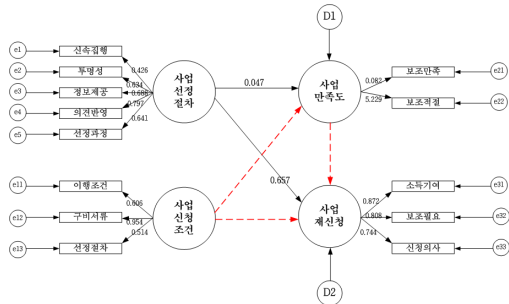 D1
e1
신속집행
e2
투명성
e3
정보제공
e4
의견반영
e5
선정과정
0.426
0.634
0.686
0.797
0.641
사업
선정
절차
0.047
사업
만족도
0.082
5.229
보조만족
e21
보조적절
e22
0.657
e11
이행조건
e12
구비서류
e13
선정절차
0.606
0.954
0.514
사업
신청
조건
사업
재신청
0.872
0.808
0.744
소득기여
e31
보조필요
e32
신청의사
e33
D2